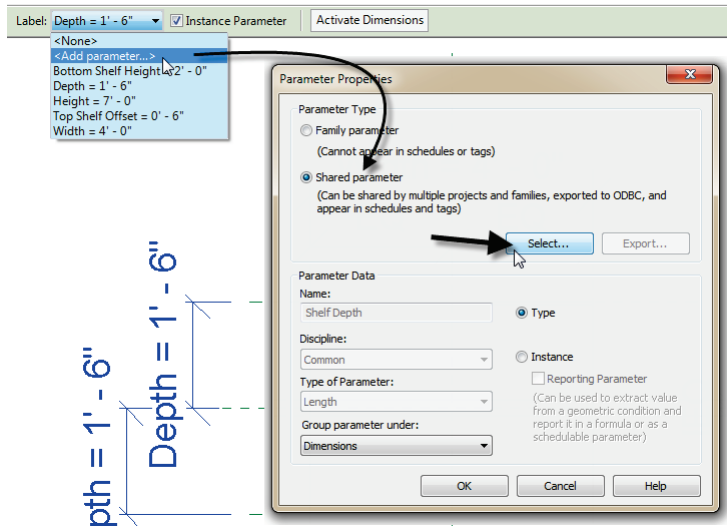 Label: Depth = 1' - 6" Instance Parameter Activate Dimensions
<None>
<Add parameter...>
Bottom Shelf Height = 2' - 0"
Depth = 1' - 6"
Height = 7' - 0"
Top Shelf Offset = 0' - 6"
Width = 4' - 0"
Parameter Properties
Parameter Type
Family parameter
(Cannot appear in schedules or tags)
Shared parameter
(Can be shared by multiple projects and families, exported to ODBC, and
appear in schedules and tags)
Select... Export...
Parameter Data
Name:
Shelf Depth
Type
Discipline:
Common
Instance
Reporting Parameter
Type of Parameter:
Length
(Can be used to extract value
from a geometric condition and
report it in a formula or as a
schedulable parameter)
Group parameter under:
Dimensions
OK Cancel Help
Depth = 1' - 6"
pth = 1' - 6"